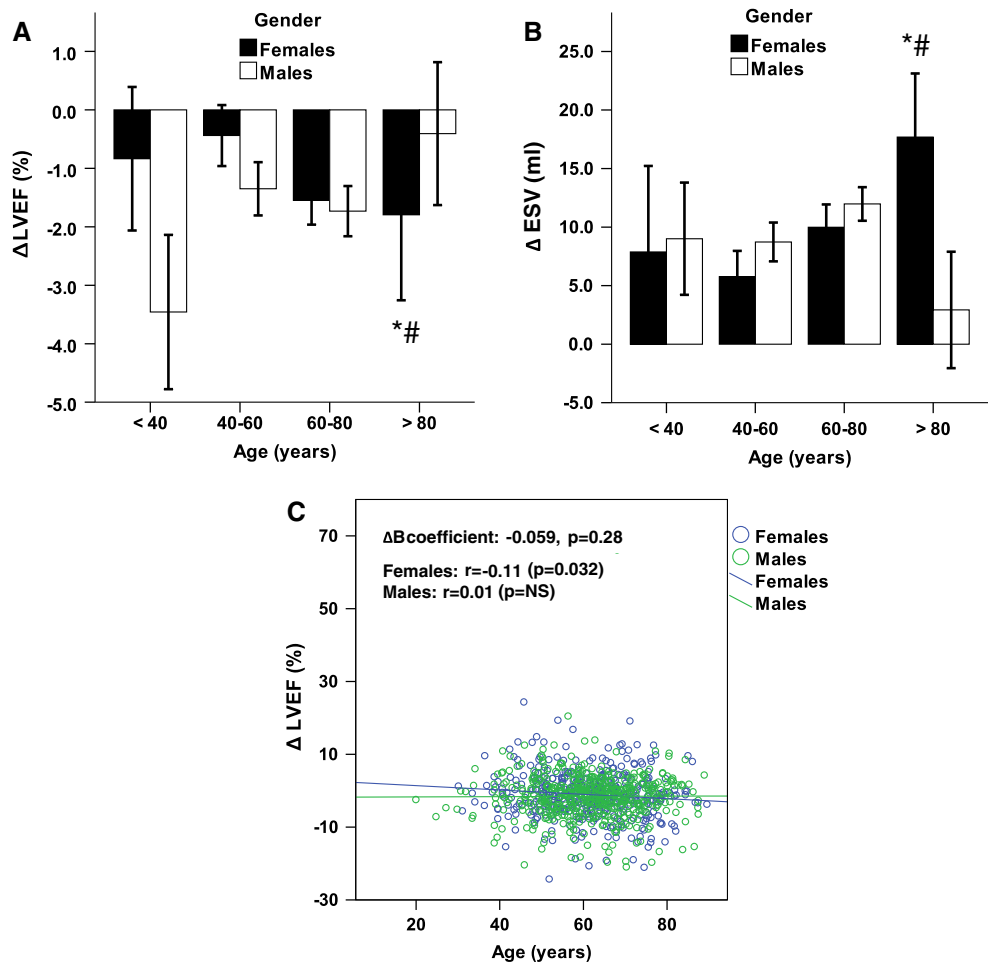 A
Gender
Females
Males
1.0
0.0
-1.0
-2.0
-3.0
-4.0
-5.0
Δ LVEF (%)
*#
< 40
40-60
60-80
> 80
Age (years)
B
Gender
Females
Males
*#
25.0
20.0
15.0
10.0
5.0
0.0
-5.0
Δ ESV (ml)
< 40
40-60
60-80
> 80
Age (years)
C
ΔBcoefficient: -0.059, p=0.28
Females: r=-0.11 (p=0.032)
Males: r=0.01 (p=NS)
Females
Males
Females
Males
70
50
30
10
-10
-30
Δ LVEF (%)
20
40
60
80
Age (years)